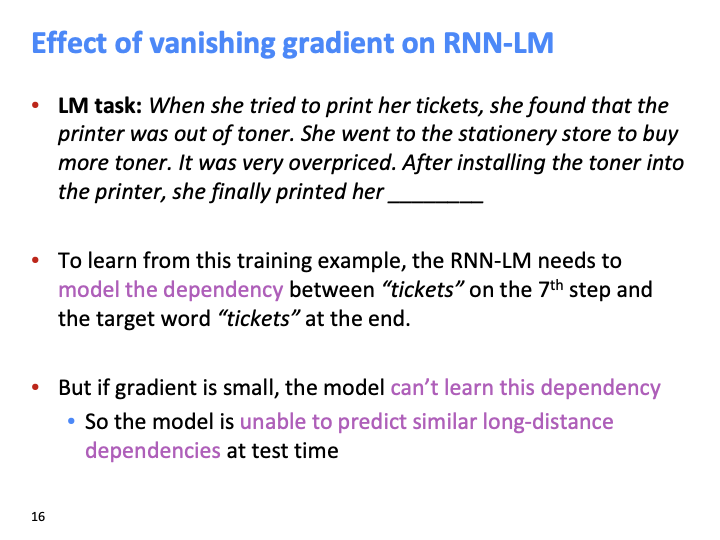 Effect of vanishing gradient on RNN-LM
• LM task: When she tried to print her tickets, she found that the
printer was out of toner. She went to the stationery store to buy
more toner. It was very overpriced. After installing the toner into
the printer, she finally printed her ________
• To learn from this training example, the RNN-LM needs to
model the dependency between “tickets” on the 7th step and
the target word “tickets” at the end.
• But if gradient is small, the model can’t learn this dependency
• So the model is unable to predict similar long-distance
dependencies at test time
16